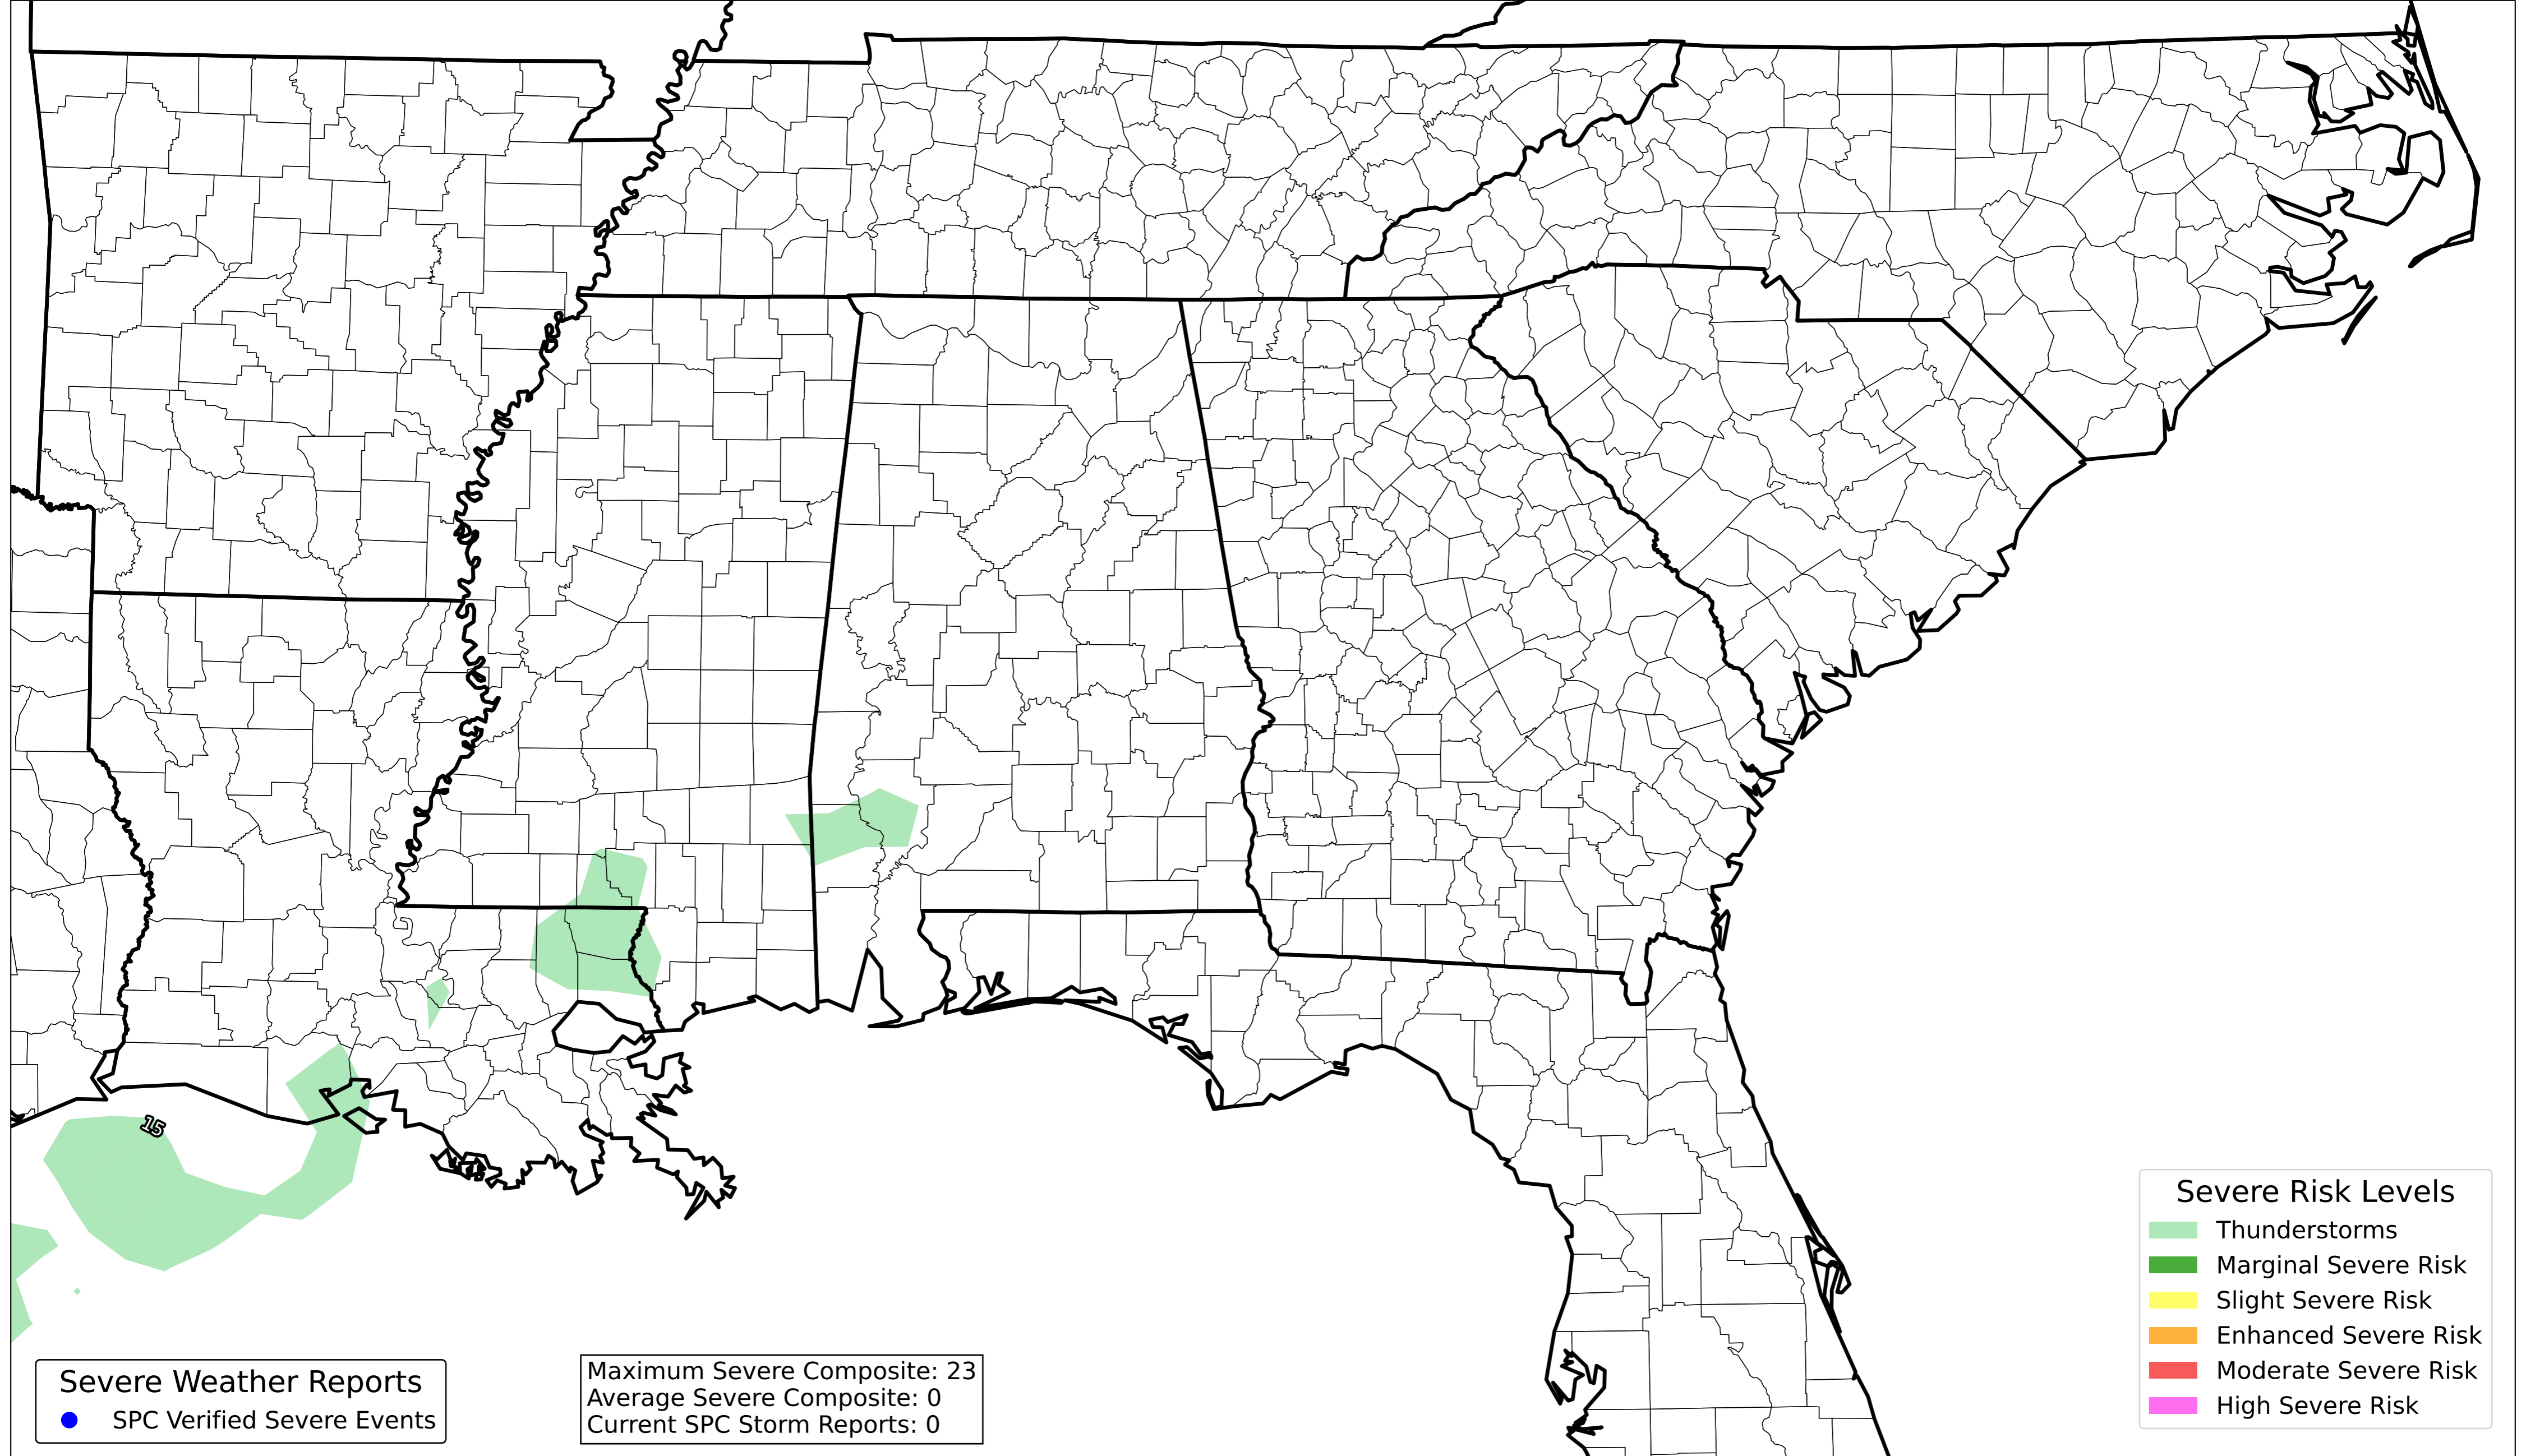 15
Severe Risk Levels
Thunderstorms
Marginal Severe Risk
Slight Severe Risk
Enhanced Severe Risk
Moderate Severe Risk
High Severe Risk
Severe Weather Reports
SPC Verified Severe Events
Maximum Severe Composite: 23
Average Severe Composite: 0
Current SPC Storm Reports: 0